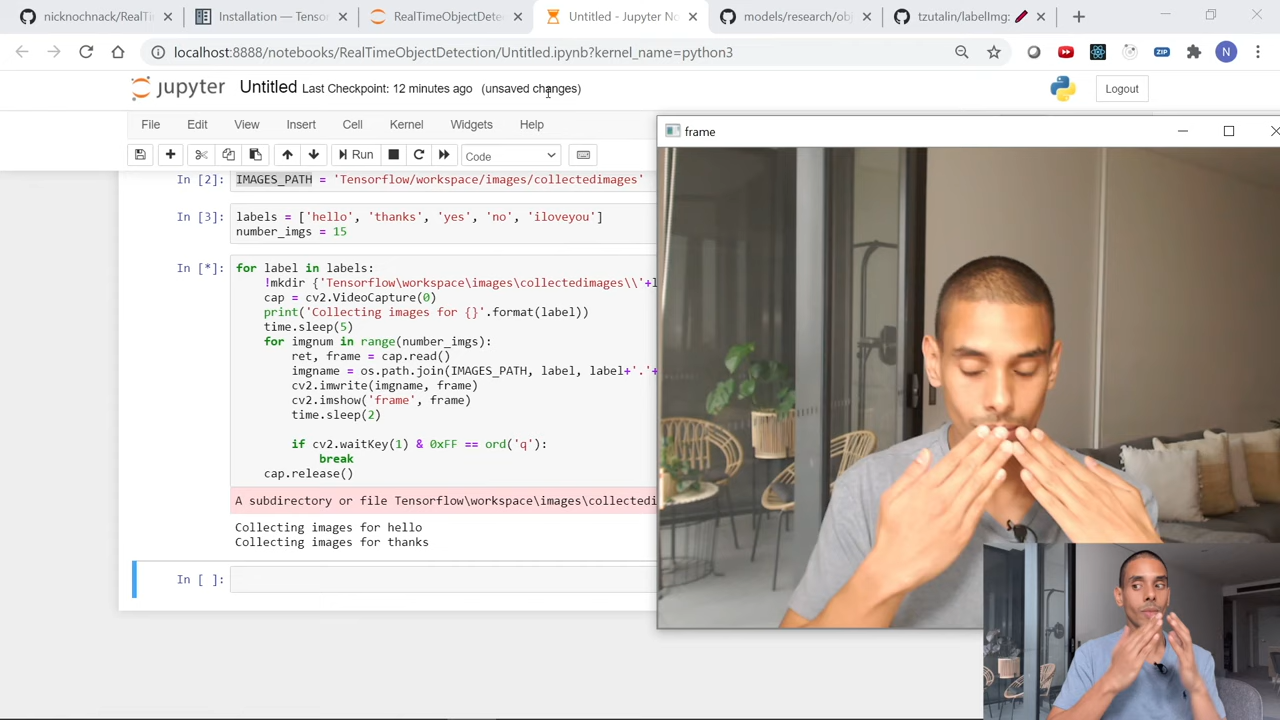 nicknochnack/RealTi
Installation — Tenso
RealTimeObjectDete
Untitled - Jupyter No
models/research/obj
tzutalin/labelImg:
localhost:8888/notebooks/RealTimeObjectDetection/Untitled.ipynb?kernel_name=python3
ZIP
N
jupyter
Untitled
Last Checkpoint: 12 minutes ago
(unsaved changes)
Logout
File
Edit
View
Insert
Cell
Kernel
Widgets
Help
Run
Code
frame
In [2]:
IMAGES_PATH = 'Tensorflow/workspace/images/collectedimages'
In [3]:
labels = ['hello', 'thanks', 'yes', 'no', 'iloveyou']
number_imgs = 15
In [*]:
for label in labels:
!mkdir {'Tensorflow\workspace\images\collectedimages\\'+l
cap = cv2.VideoCapture(0)
print('Collecting images for {}'.format(label))
time.sleep(5)
for imgnum in range(number_imgs):
ret, frame = cap.read()
imgname = os.path.join(IMAGES_PATH, label, label+'.'+
cv2.imwrite(imgname, frame)
cv2.imshow('frame', frame)
time.sleep(2)
if cv2.waitKey(1) & 0xFF == ord('q'):
break
cap.release()
A subdirectory or file Tensorflow\workspace\images\collectedi
Collecting images for hello
Collecting images for thanks
In [ ]: